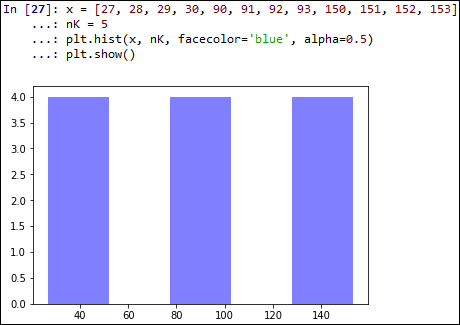 In [27]: x = [27, 28, 29, 30, 90, 91, 92, 93, 150, 151, 152, 153]
...: nK = 5
...: plt.hist(x, nK, facecolor='blue', alpha=0.5)
...: plt.show()
4.0
3.5
3.0
2.5
2.0
1.5
1.0
0.5
0.0
40 60 80 100 120 140